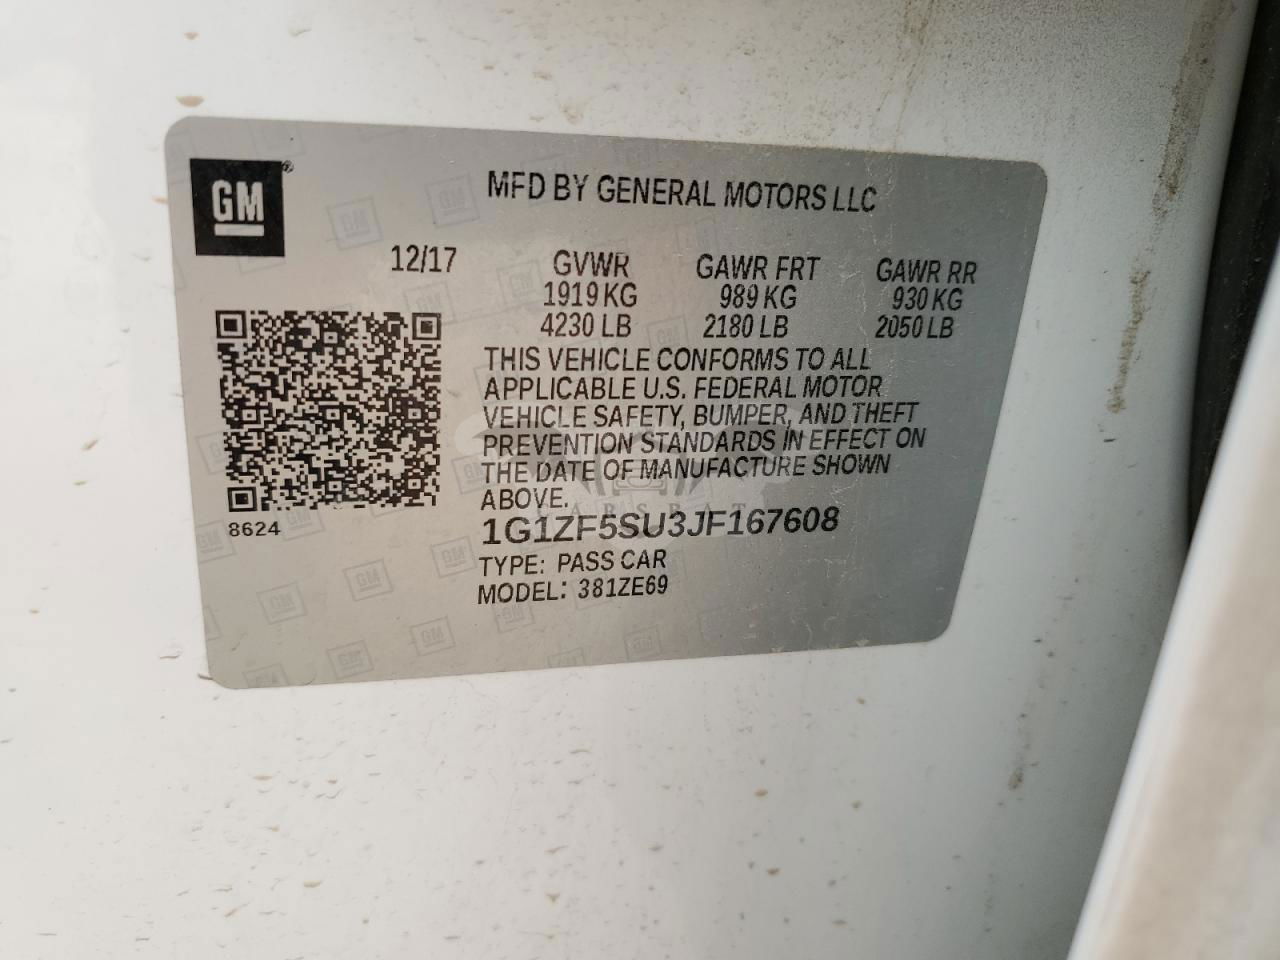 GM
MFD BY GENERAL MOTORS LLC
12/17 GVWR GAWR FRT GAWR RR
1919 KG 989 KG 930 KG
4230 LB 2180 LB 2050 LB
THIS VEHICLE CONFORMS TO ALL
APPLICABLE U.S. FEDERAL MOTOR
VEHICLE SAFETY, BUMPER, AND THEFT
PREVENTION STANDARDS IN EFFECT ON
THE DATE OF MANUFACTURE SHOWN
ABOVE.
8624
1G1ZF5SU3JF167608
TYPE: PASS CAR
MODEL: 381ZE69